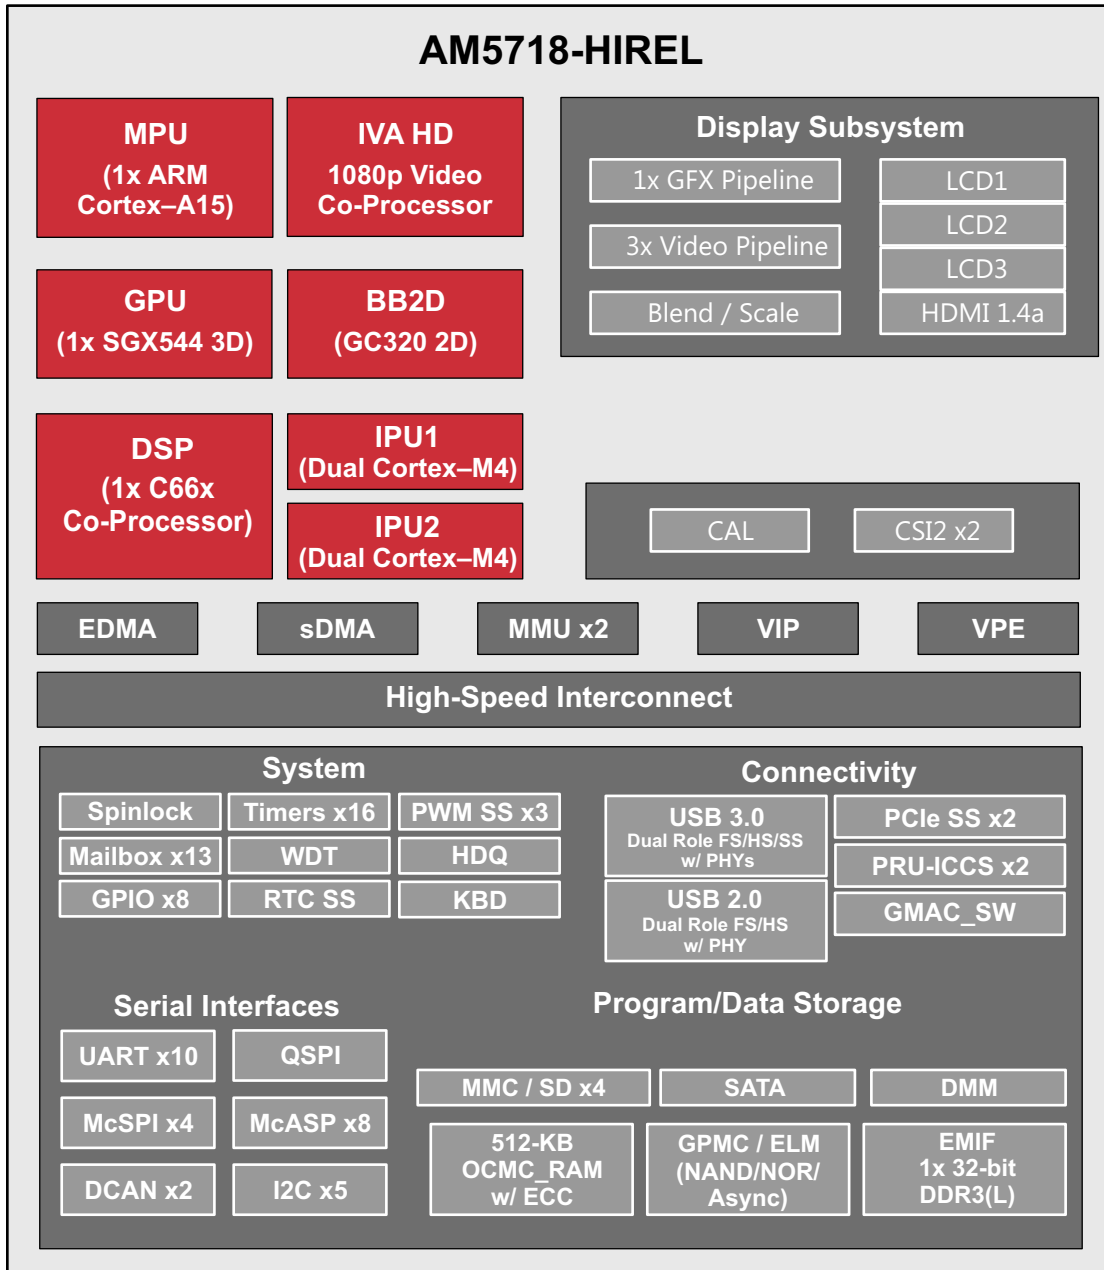 AM5718-HIREL
MPU
(1x ARM
Cortex–A15)
IVA HD
1080p Video
Co-Processor
Display Subsystem
1x GFX Pipeline
3x Video Pipeline
Blend / Scale
LCD1
LCD2
LCD3
HDMI 1.4a
GPU
(1x SGX544 3D)
BB2D
(GC320 2D)
DSP
(1x C66x
Co-Processor)
IPU1
(Dual Cortex–M4)
IPU2
(Dual Cortex–M4)
CAL
CSI2 x2
EDMA
sDMA
MMU x2
VIP
VPE
High-Speed Interconnect
System
Spinlock
Timers x16
PWM SS x3
Mailbox x13
WDT
HDQ
GPIO x8
RTC SS
KBD
Connectivity
USB 3.0
Dual Role FS/HS/SS
w/ PHYs
USB 2.0
Dual Role FS/HS
w/ PHY
PCIe SS x2
PRU-ICCS x2
GMAC_SW
Serial Interfaces
UART x10
QSPI
McSPI x4
McASP x8
DCAN x2
I2C x5
Program/Data Storage
MMC / SD x4
SATA
DMM
512-KB
OCMC_RAM
w/ ECC
GPMC / ELM
(NAND/NOR/
Async)
EMIF
1x 32-bit
DDR3(L)